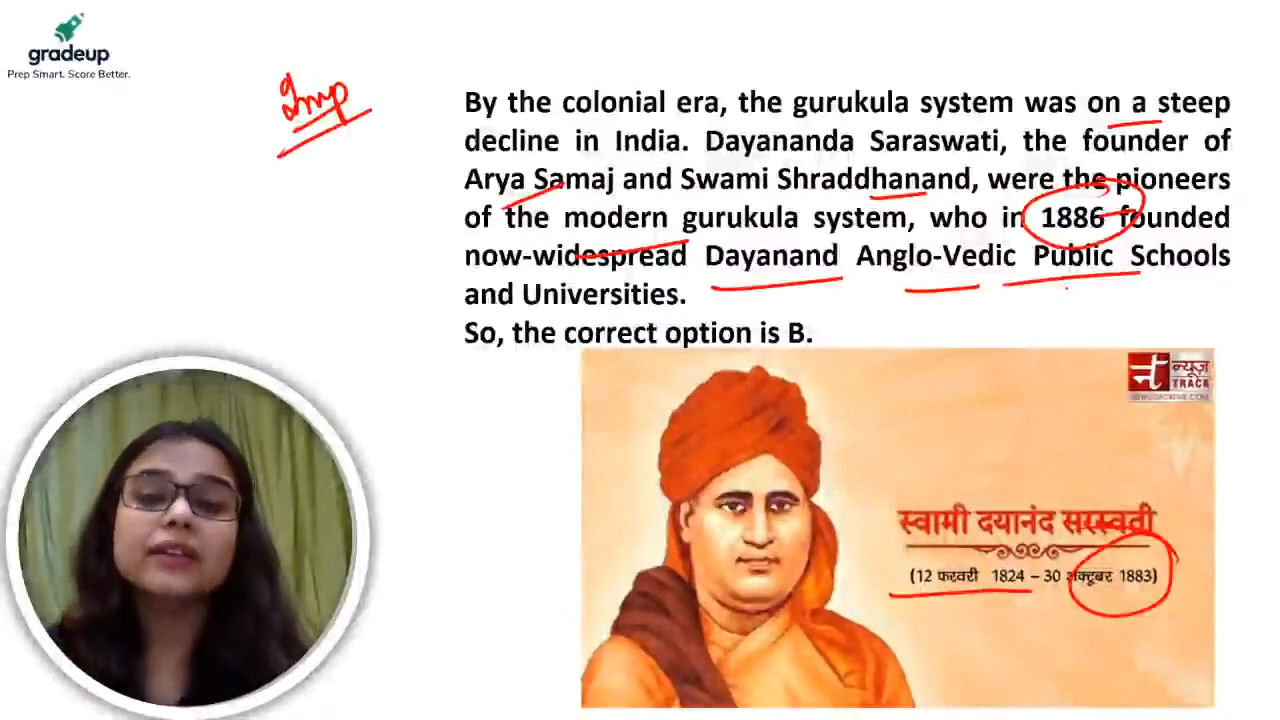 gradeup
Prep Smart. Score Better.
Imp
By the colonial era, the gurukula system was on a steep
decline in India. Dayananda Saraswati, the founder of
Arya Samaj and Swami Shraddhanand, were the pioneers
of the modern gurukula system, who in 1886 founded
now-widespread Dayanand Anglo-Vedic Public Schools
and Universities.
So, the correct option is B.
न्यूज़
TRACK
स्वामी दयानंद सरस्वती
(12 फरवरी 1824 – 30 अक्टूबर 1883)